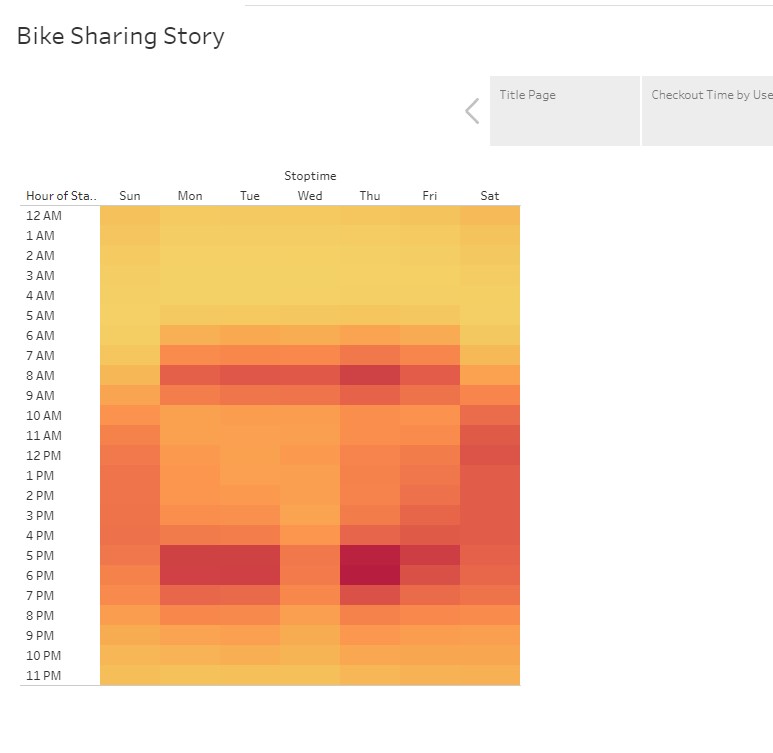 Bike Sharing Story
Title Page
Checkout Time by Use
Stoptime
Hour of Sta.. Sun Mon Tue Wed Thu Fri Sat
12 AM
1 AM
2 AM
3 AM
4 AM
5 AM
6 AM
7 AM
8 AM
9 AM
10 AM
11 AM
12 PM
1 PM
2 PM
3 PM
4 PM
5 PM
6 PM
7 PM
8 PM
9 PM
10 PM
11 PM